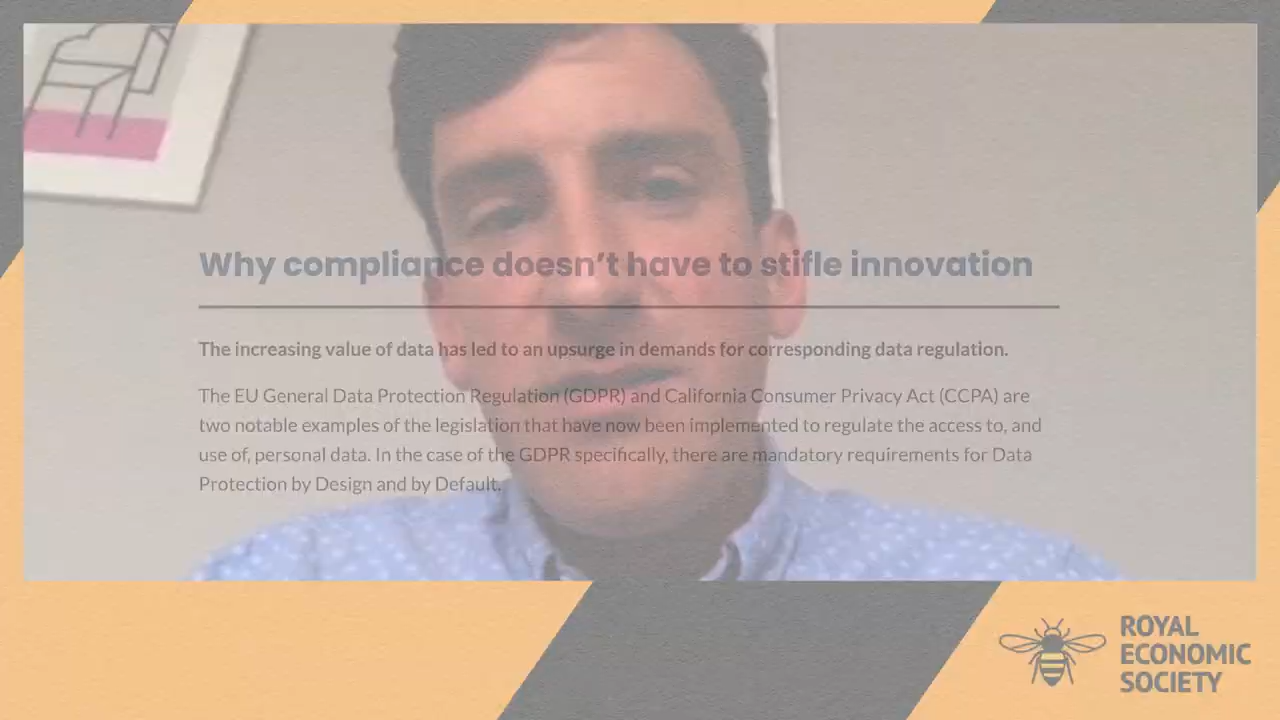 Why compliance doesn't have to stifle innovation
The increasing value of data has led to an upsurge in demands for corresponding data regulation.
The EU General Data Protection Regulation (GDPR) and California Consumer Privacy Act (CCPA) are
two notable examples of the legislation that have now been implemented to regulate the access to, and
use of, personal data. In the case of the GDPR specifically, there are mandatory requirements for Data
Protection by Design and by Default.
ROYAL
ECONOMIC
SOCIETY